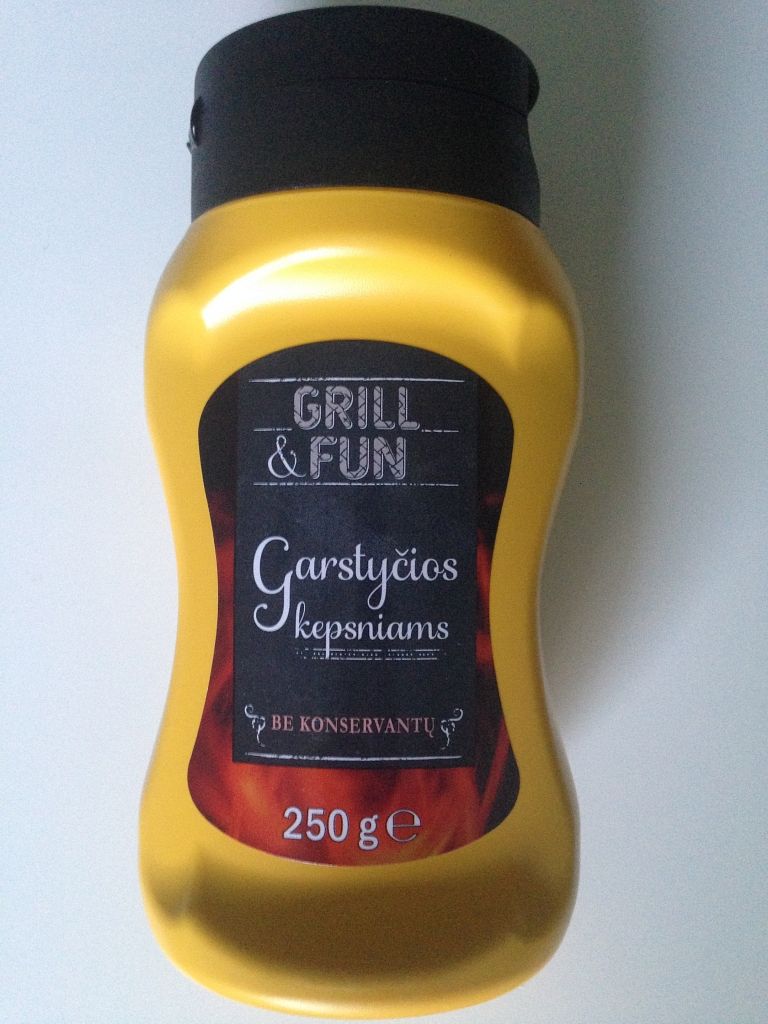 GRILL
& FUN
Garstyčios
kepsniams
BE KONSERVANTŲ
250 g ℮